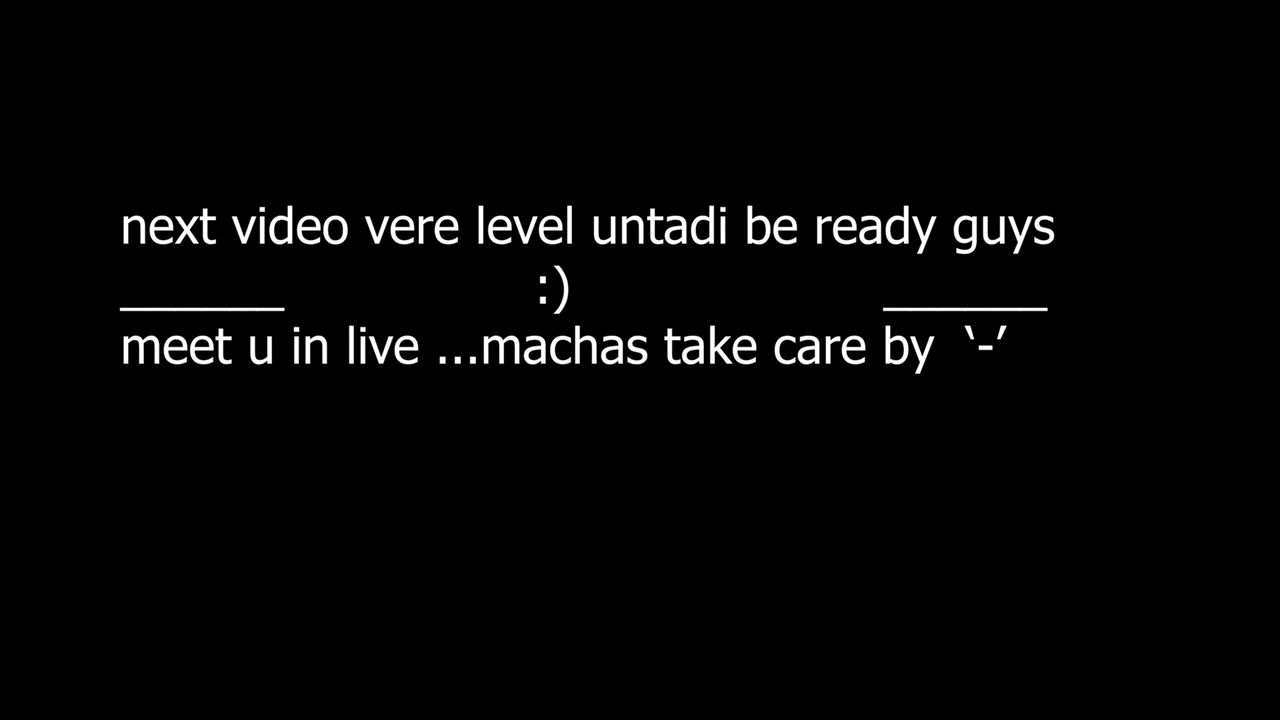 next video vere level untadi be ready guys
______ :) ______
meet u in live ...machas take care by ‘-’